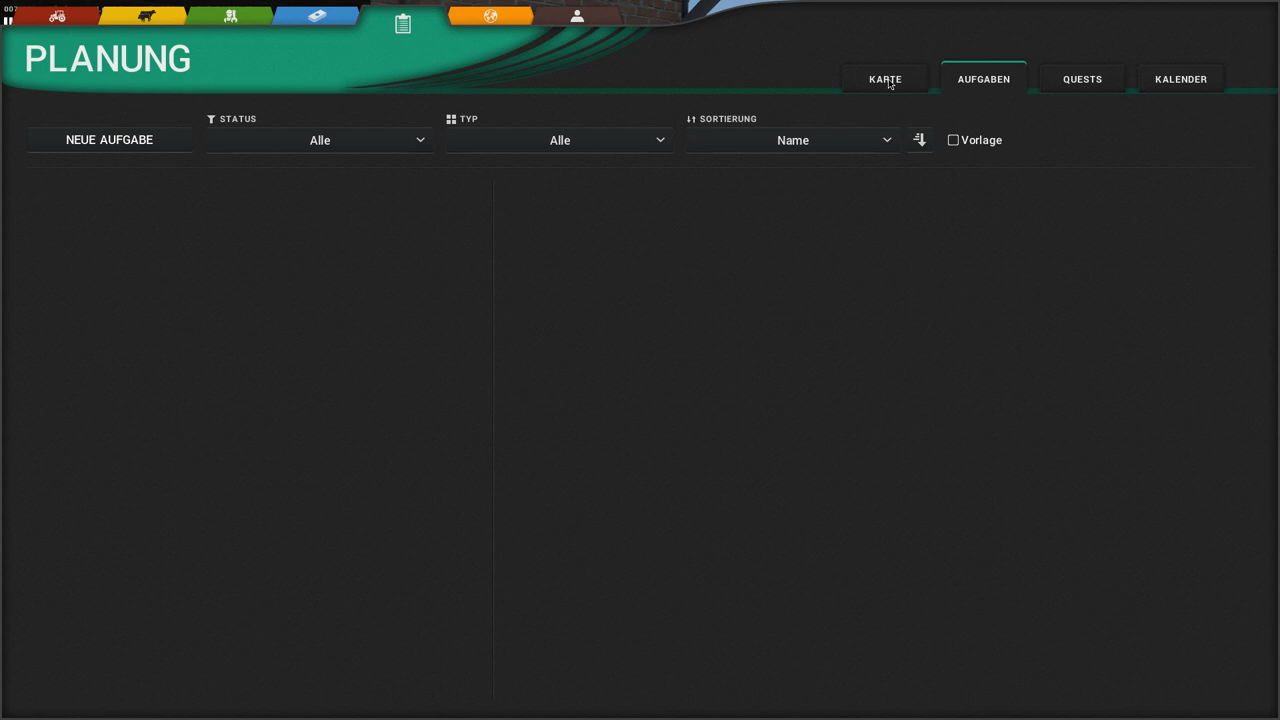 PLANUNG
KARTE
AUFGABEN
QUESTS
KALENDER
STATUS
TYP
SORTIERUNG
NEUE AUFGABE
Alle
Alle
Name
Vorlage